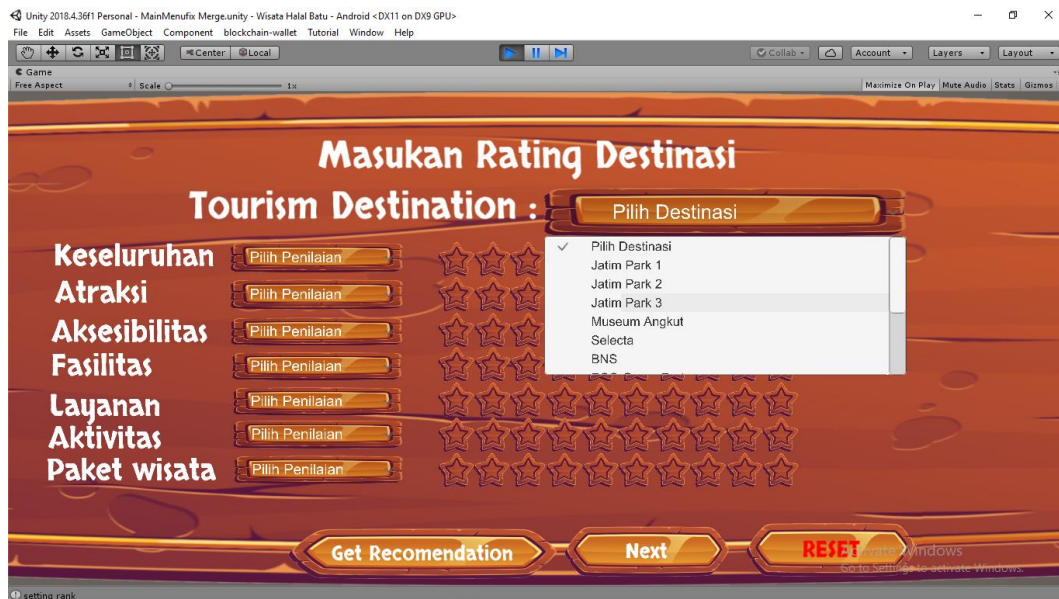 Unity 2018.4.36f1 Personal - MainMenufix Merge.unity - Wisata Halal Batu - Android <DX11 on DX9 GPU>
File Edit Assets GameObject Component blockchain-wallet Tutorial Window Help
Center Local Collab Account Layers Layout
Game
Free Aspect Scale 1x Maximize On Play Mute Audio Stats Gizmos
Masukan Rating Destinasi
Tourism Destination : Pilih Destinasi
Pilih Destinasi
Jatim Park 1
Jatim Park 2
Jatim Park 3
Museum Angkut
Selecta
BNS
Keseluruhan Pilih Penilaian
Atraksi Pilih Penilaian
Aksesibilitas Pilih Penilaian
Fasilitas Pilih Penilaian
Layanan Pilih Penilaian
Aktivitas Pilih Penilaian
Paket wisata Pilih Penilaian
Get Recomendation Next RESET
Activate Windows
Go to Settings to activate Windows.
setting rank